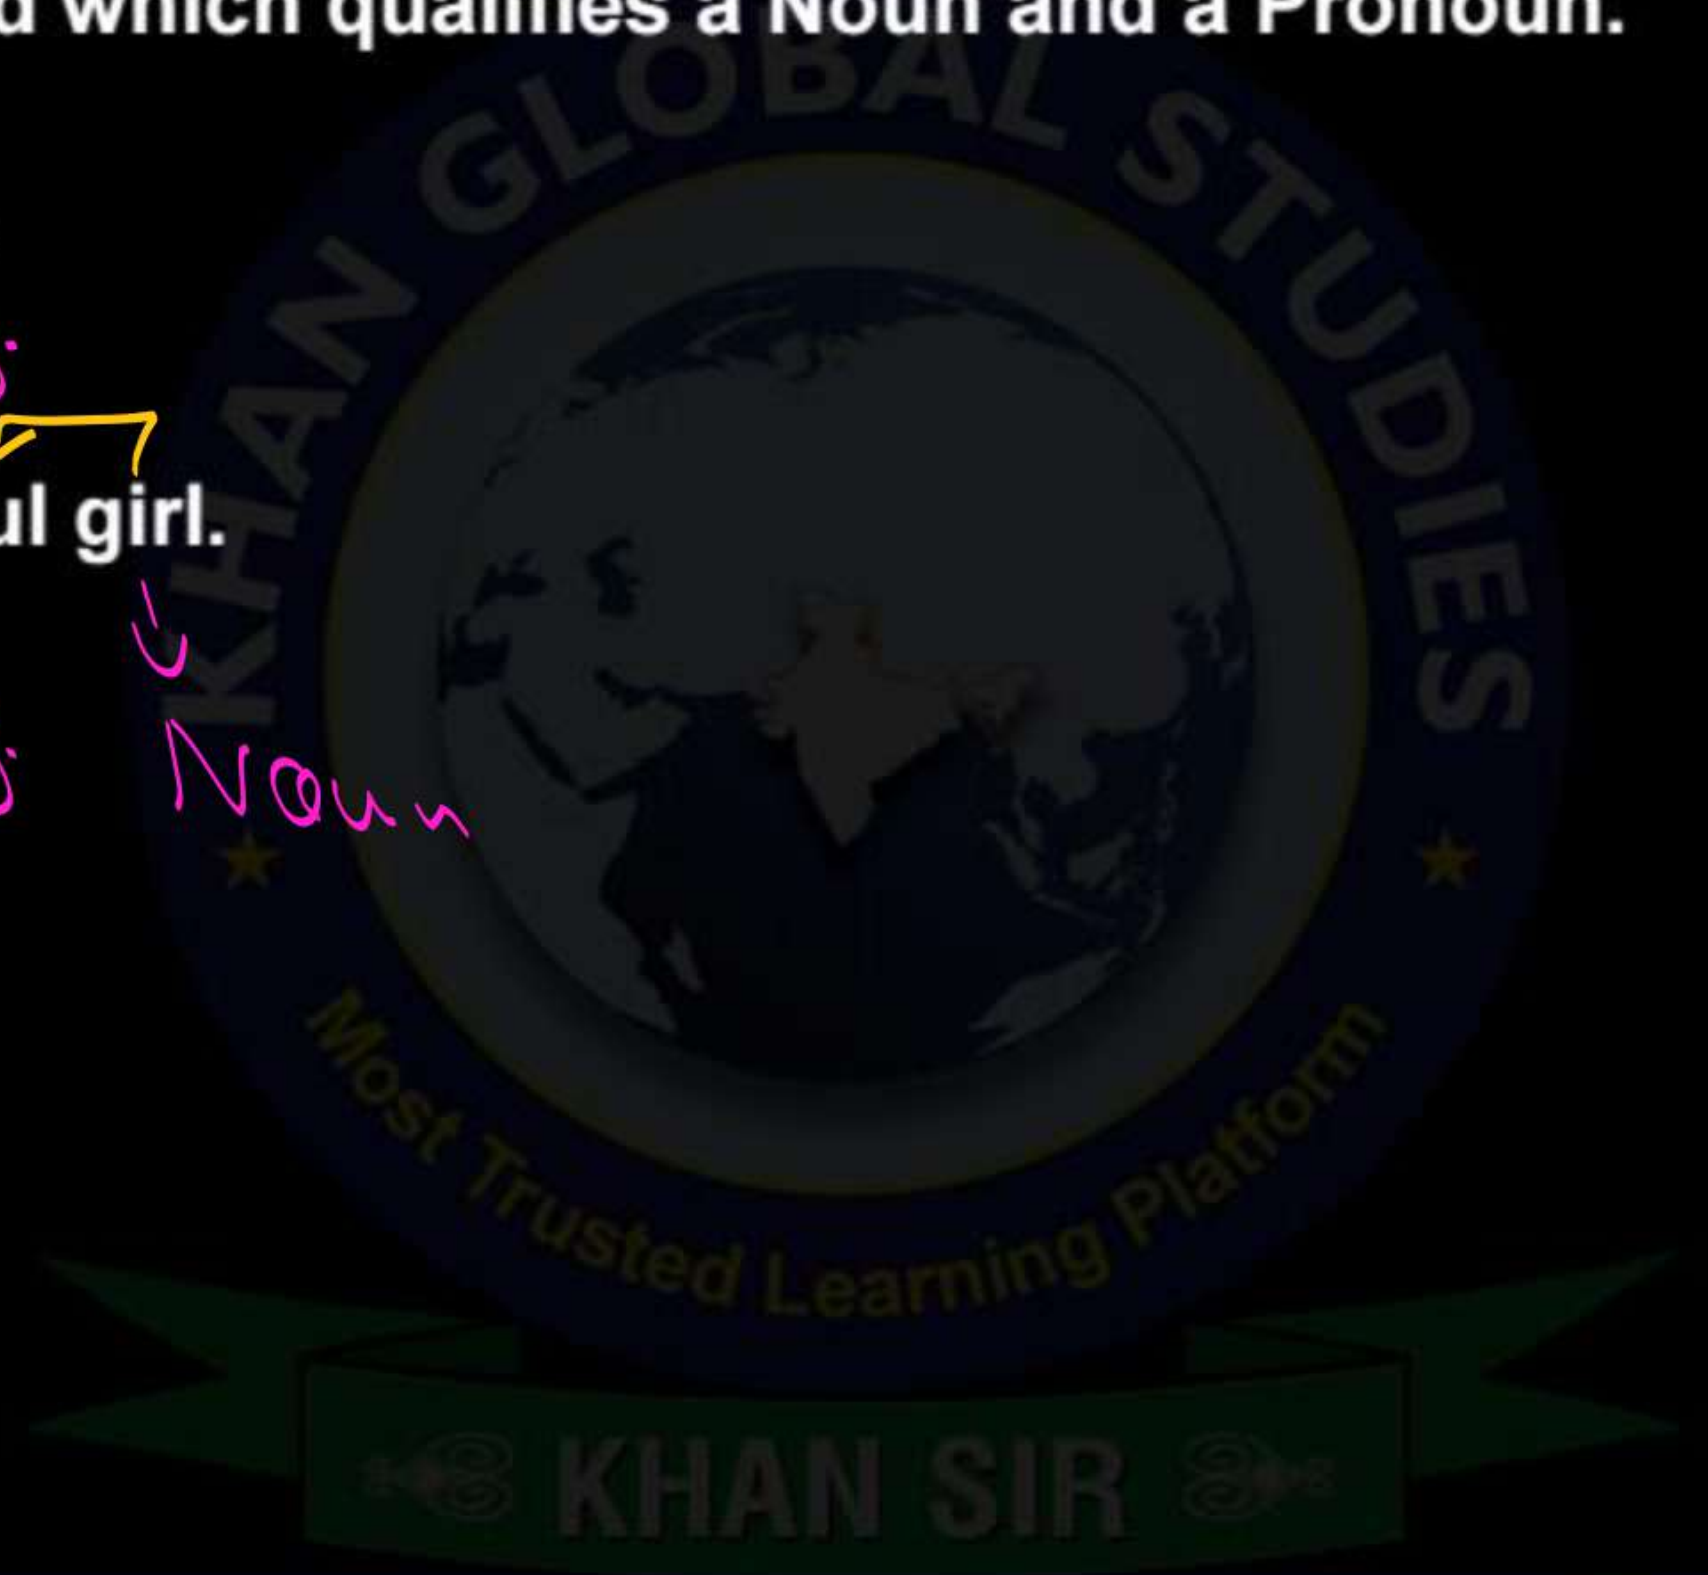 d which qualifies a Noun and a Pronoun.
KHAN GLOBAL STUDIES
ul girl.
Noun
Most Trusted Learning Platform
KHAN SIR